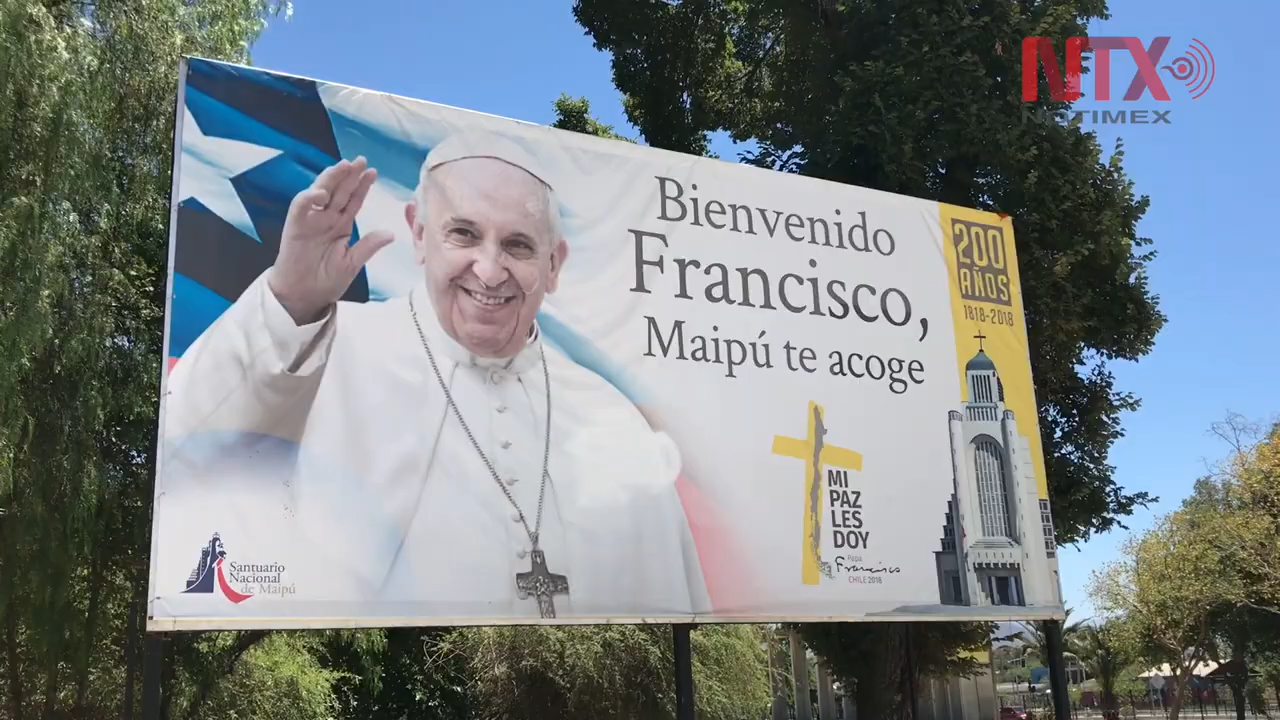 NTX
NOTIMEX
Bienvenido
Francisco,
Maipú te acoge
200
AÑOS
1818-2018
MI
PAZ
LES
DOY
Papa
Francisco
CHILE 2018
Santuario
Nacional
de Maipú